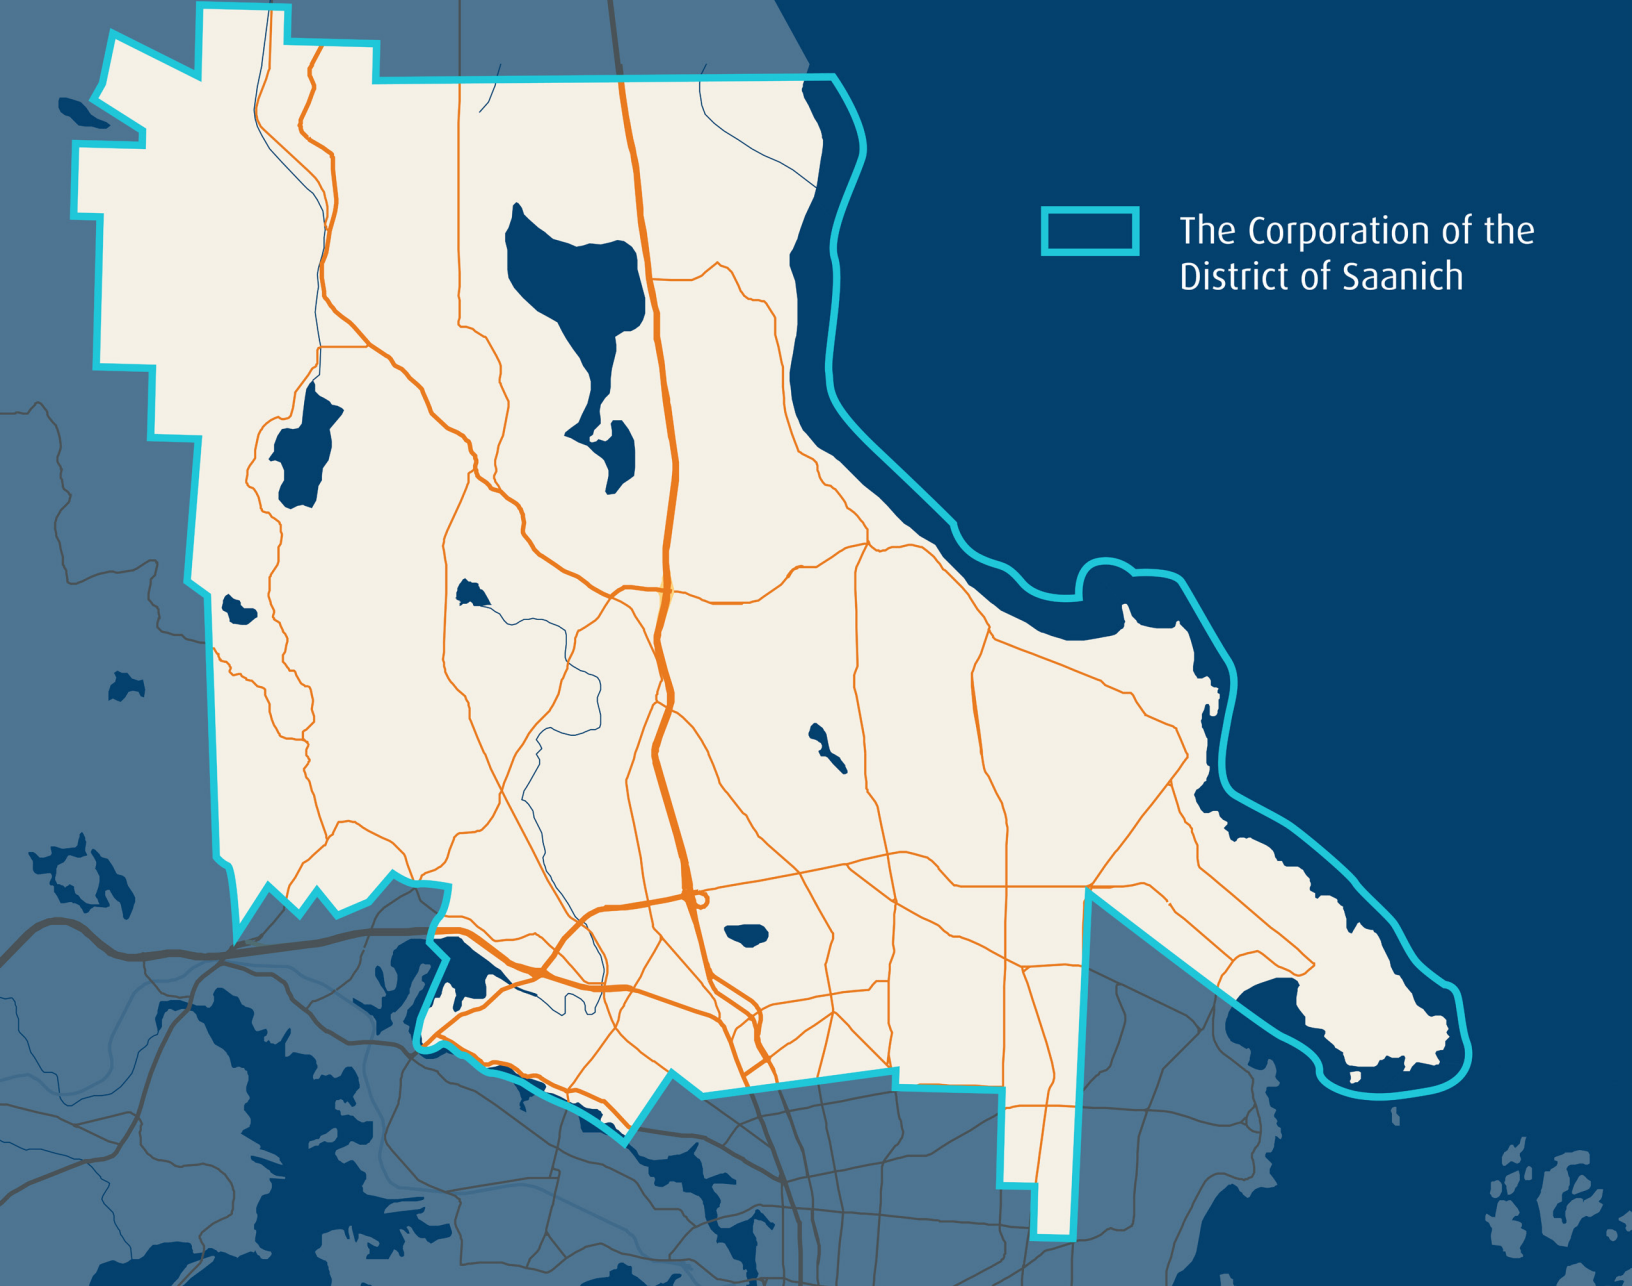 The Corporation of the
District of Saanich